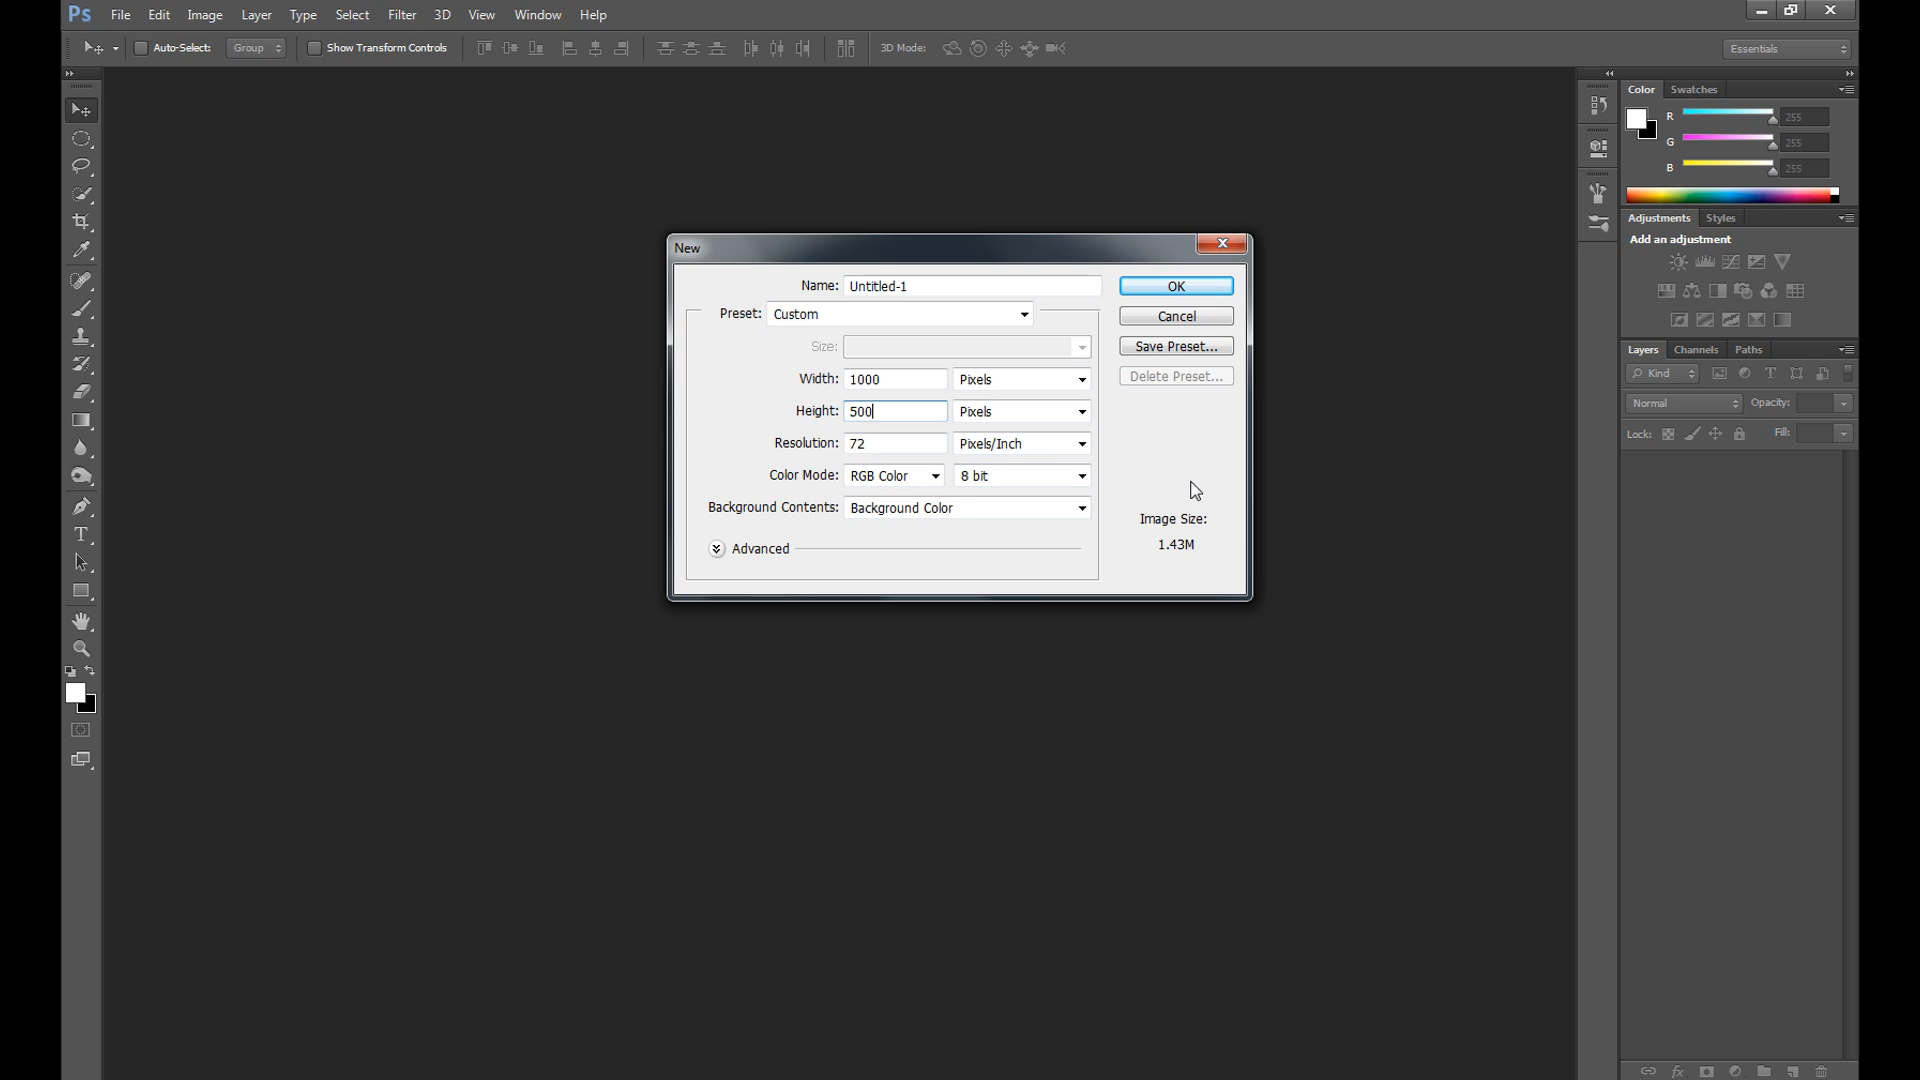 Ps File Edit Image Layer Type Select Filter 3D View Window Help
Auto-Select: Group Show Transform Controls 3D Mode: Essentials
Color Swatches
R 255
G 255
B 255
Adjustments Styles
Add an adjustment
Layers Channels Paths
Kind
Normal Opacity:
Lock: Fill:
New
Name: Untitled-1 OK
Preset: Custom Cancel
Size: Save Preset...
Width: 1000 Pixels Delete Preset...
Height: 500 Pixels
Resolution: 72 Pixels/Inch
Color Mode: RGB Color 8 bit
Background Contents: Background Color
Image Size:
1.43M
Advanced
T
T
fx